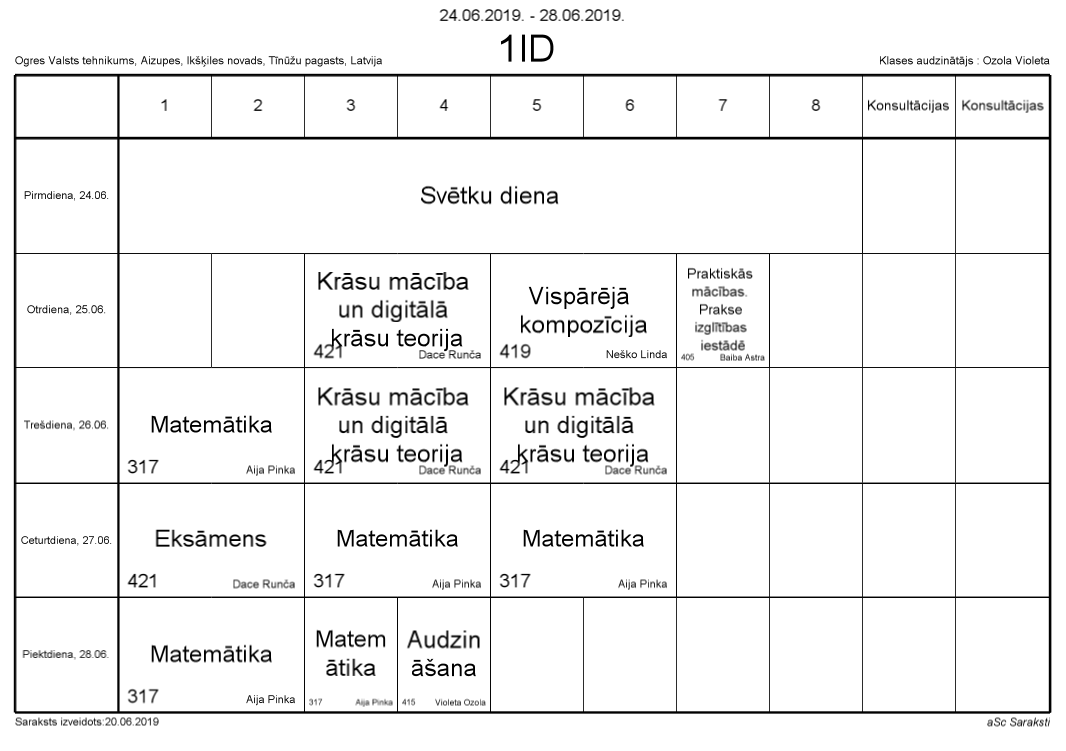 24.06.2019. - 28.06.2019.
1ID
Ogres Valsts tehnikums, Aizupes, Ikšķiles novads, Tīnūžu pagasts, Latvija
Klases audzinātājs : Ozola Violeta
1 2 3 4 5 6 7 8 Konsultācijas Konsultācijas
Pirmdiena, 24.06.
Svētku diena
Otrdiena, 25.06.
Krāsu mācība
un digitālā
krāsu teorija
421 Dace Runča
Vispārējā
kompozīcija
419 Neško Linda
Praktiskās
mācības.
Prakse
izglītības
iestādē
405 Baiba Astra
Trešdiena, 26.06.
Matemātika
317 Aija Pinka
Krāsu mācība
un digitālā
krāsu teorija
421 Dace Runča
Krāsu mācība
un digitālā
krāsu teorija
421 Dace Runča
Ceturtdiena, 27.06.
Eksāmens
421 Dace Runča
Matemātika
317 Aija Pinka
Matemātika
317 Aija Pinka
Piektdiena, 28.06.
Matemātika
317 Aija Pinka
Matem
ātika
317 Aija Pinka
Audzin
āšana
415 Violeta Ozola
Saraksts izveidots:20.06.2019
aSc Saraksti